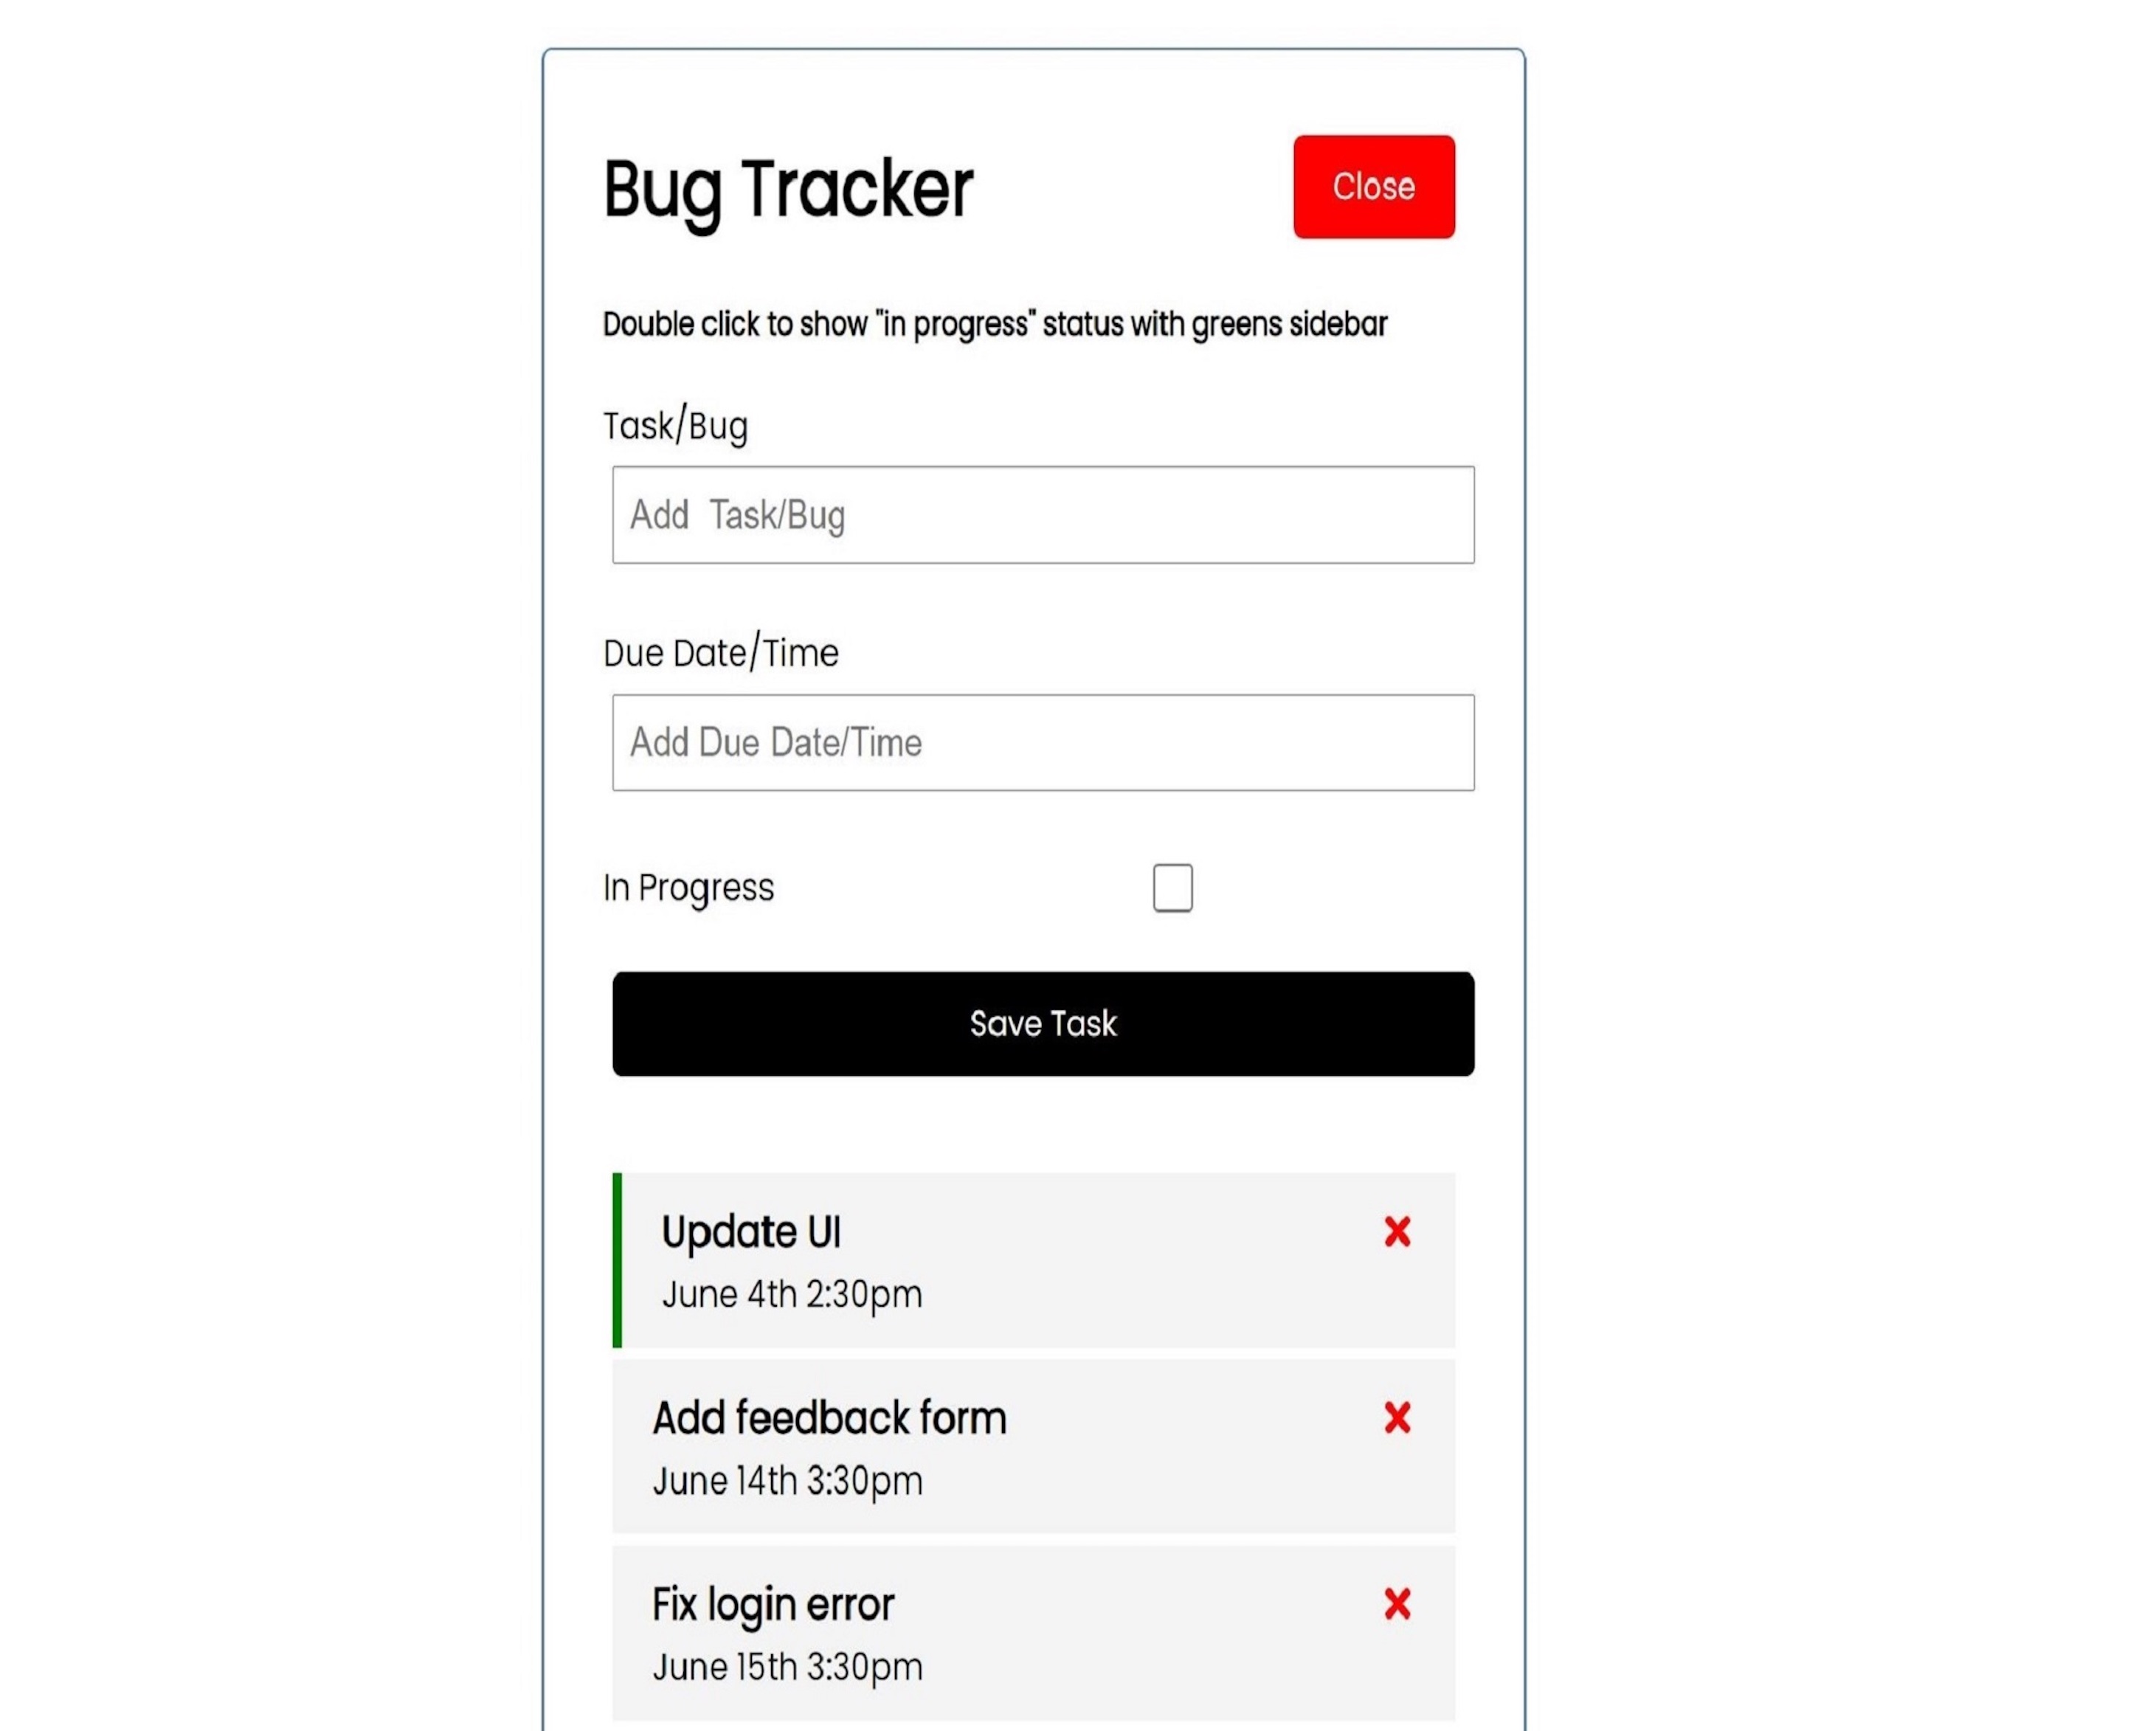 Bug Tracker
Close
Double click to show "in progress" status with greens sidebar
Task/Bug
Add  Task/Bug
Due Date/Time
Add Due Date/Time
In Progress
Save Task
Update UI
June 4th 2:30pm
Add feedback form
June 14th 3:30pm
Fix login error
June 15th 3:30pm